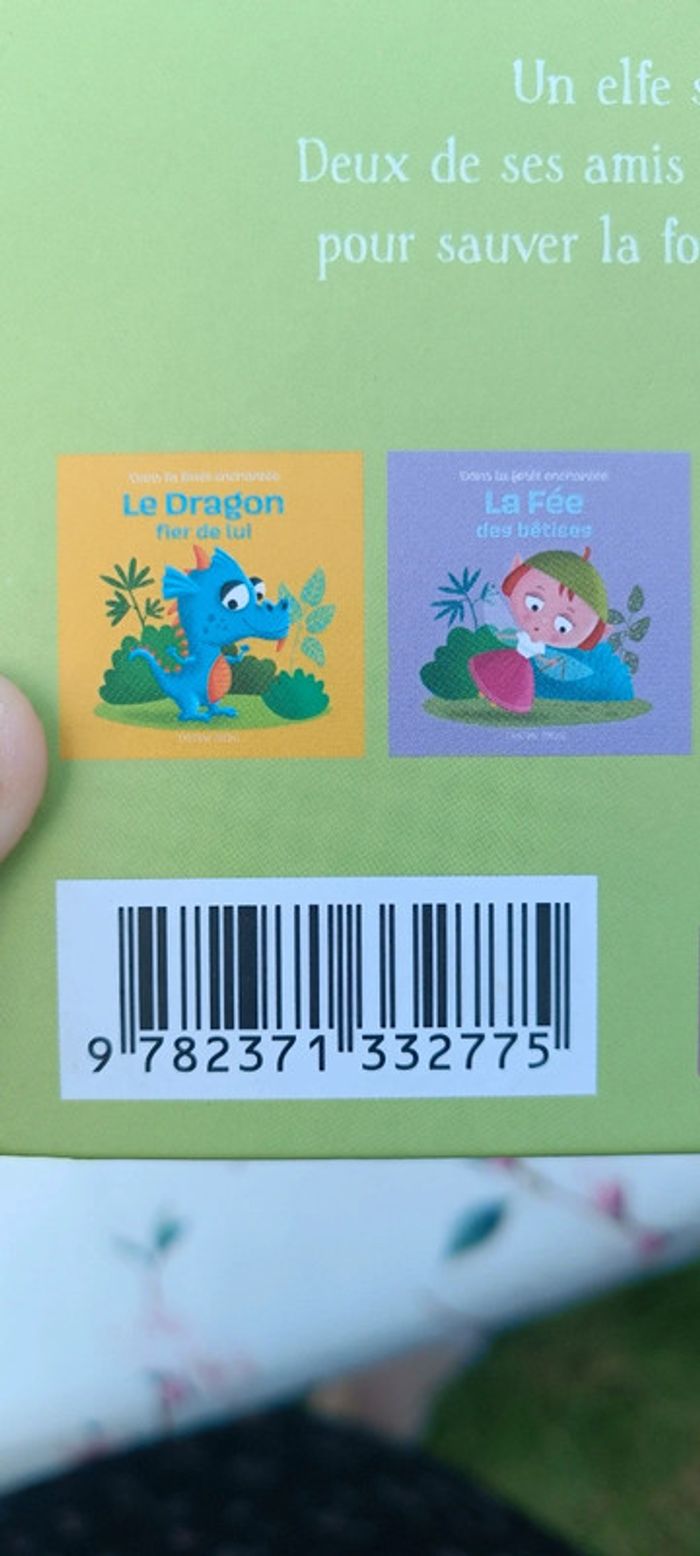 Un elfe
Deux de ses amis
pour sauver la
Dans la forêt enchantée
Le Dragon
fier de lui
Dans la forêt enchantée
La Fée
des bêtises
9 782371 332775